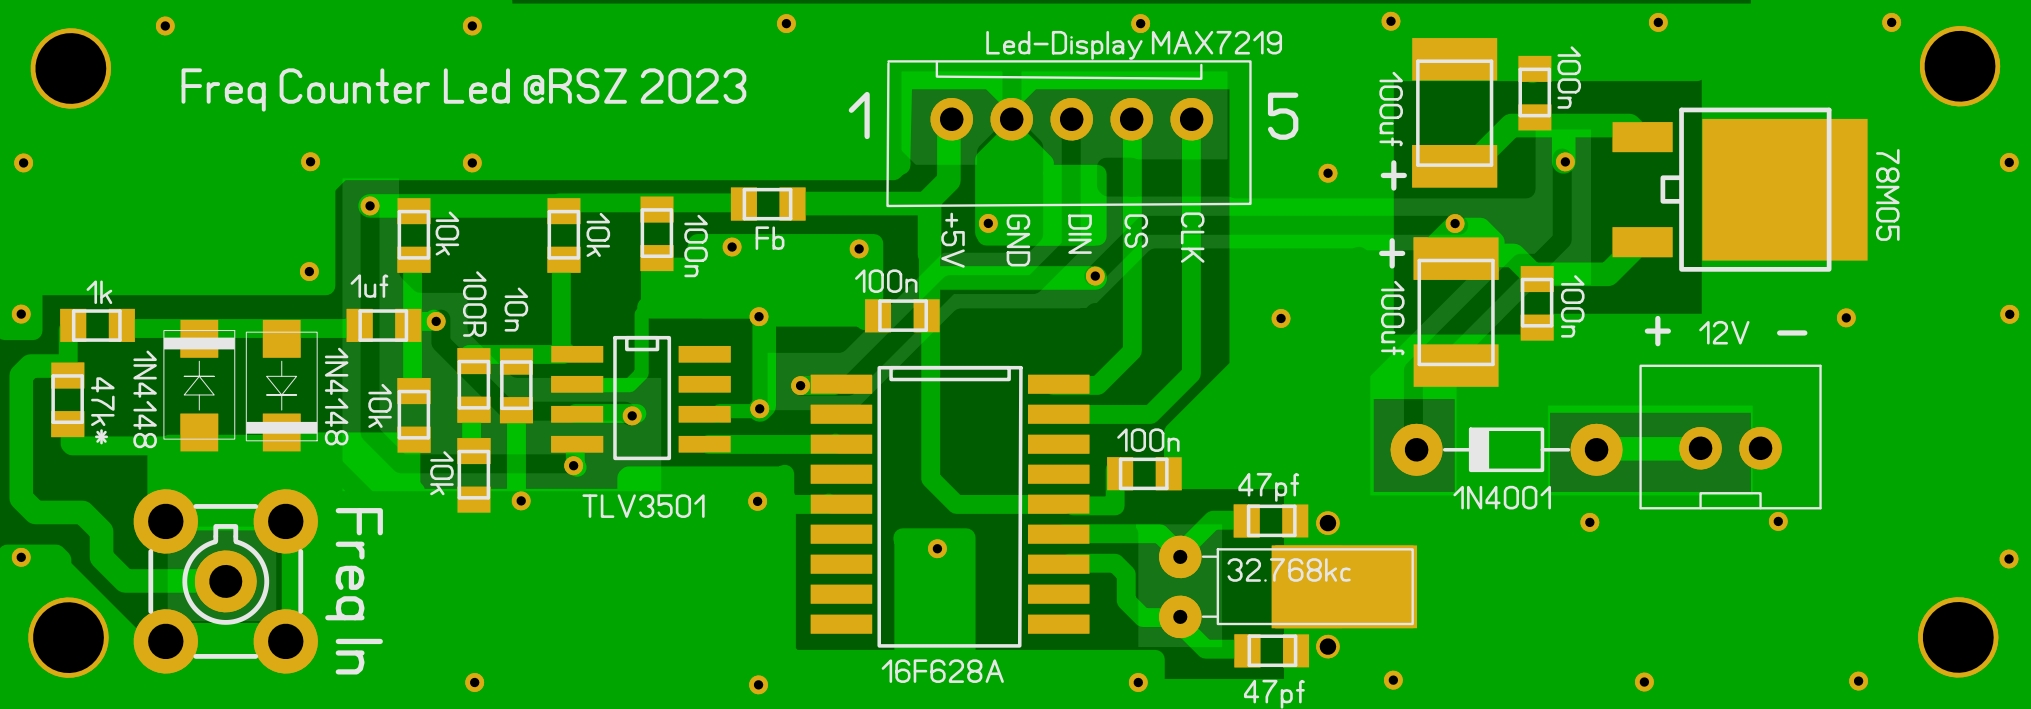 Led-Display MAX7219
Freq Counter Led @RSZ 2023
1
5
100uf
+
100n
78M05
+5V
GND
DIN
CS
CLK
10k
10k
100n
Fb
100n
1k
1uf
100R
10n
+
100uf
100n
+ 12V -
47k*
1N4148
1N4148
10k
10k
TLV3501
100n
1N4001
47pf
32.768kc
Freq In
16F628A
47pf